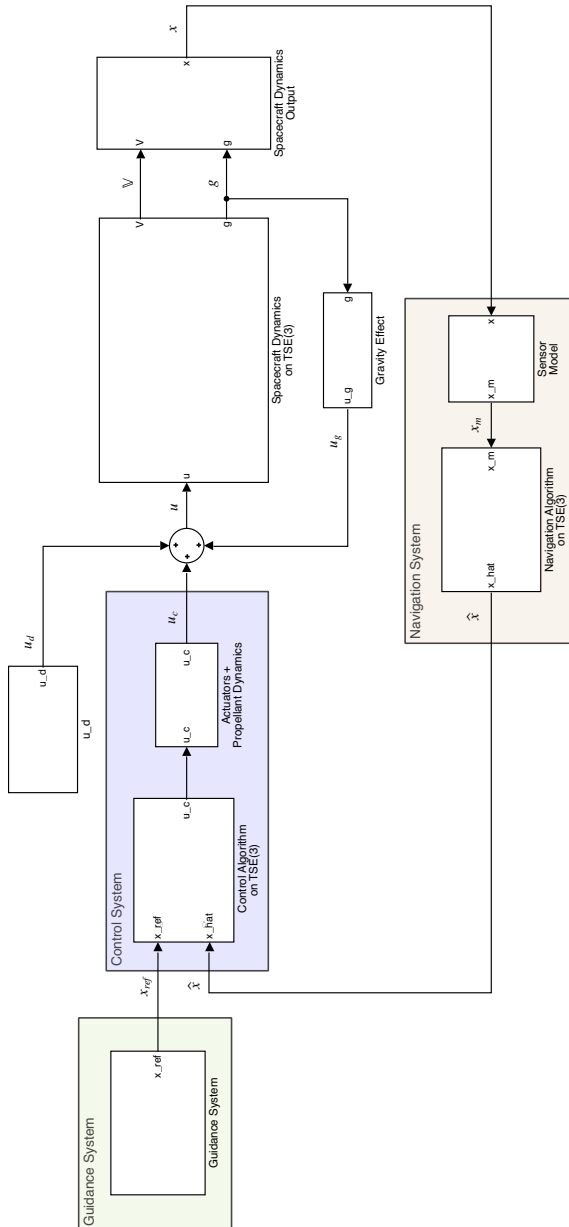 Guidance System
x_ref
Guidance System
x_ref
Control System
x_ref
x_hat
u_c
Control Algorithm
on TSE(3)
x̂
u_c
u_c
Actuators +
Propellant Dynamics
u_c
u_d
u_d
u_d
+
+
+
u
u
V
g
Spacecraft Dynamics
on TSE(3)
𝕍
g
V
g
x
Spacecraft Dynamics
Output
x
g
u_g
Gravity Effect
u_g
Navigation System
x
x_m
Sensor
Model
x_m
x_m
x_hat
Navigation Algorithm
on TSE(3)
x̂